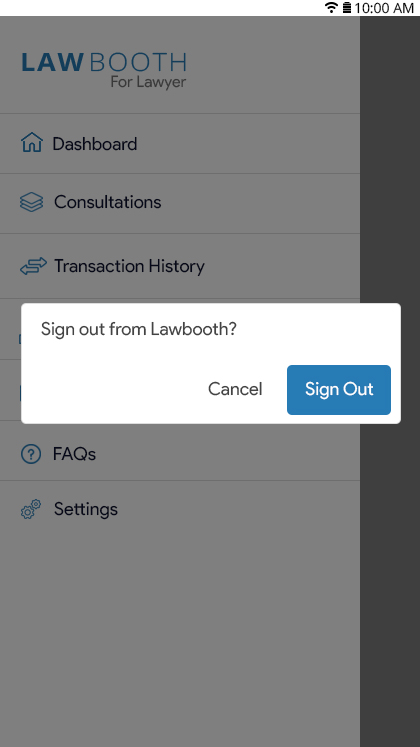 10:00 AM
LAWBOOTH
For Lawyer
Dashboard
Consultations
Transaction History
Sign out from Lawbooth?
Cancel Sign Out
FAQs
Settings